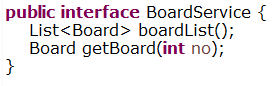 public interface BoardService {
    List<Board> boardList();
    Board getBoard(int no);
}